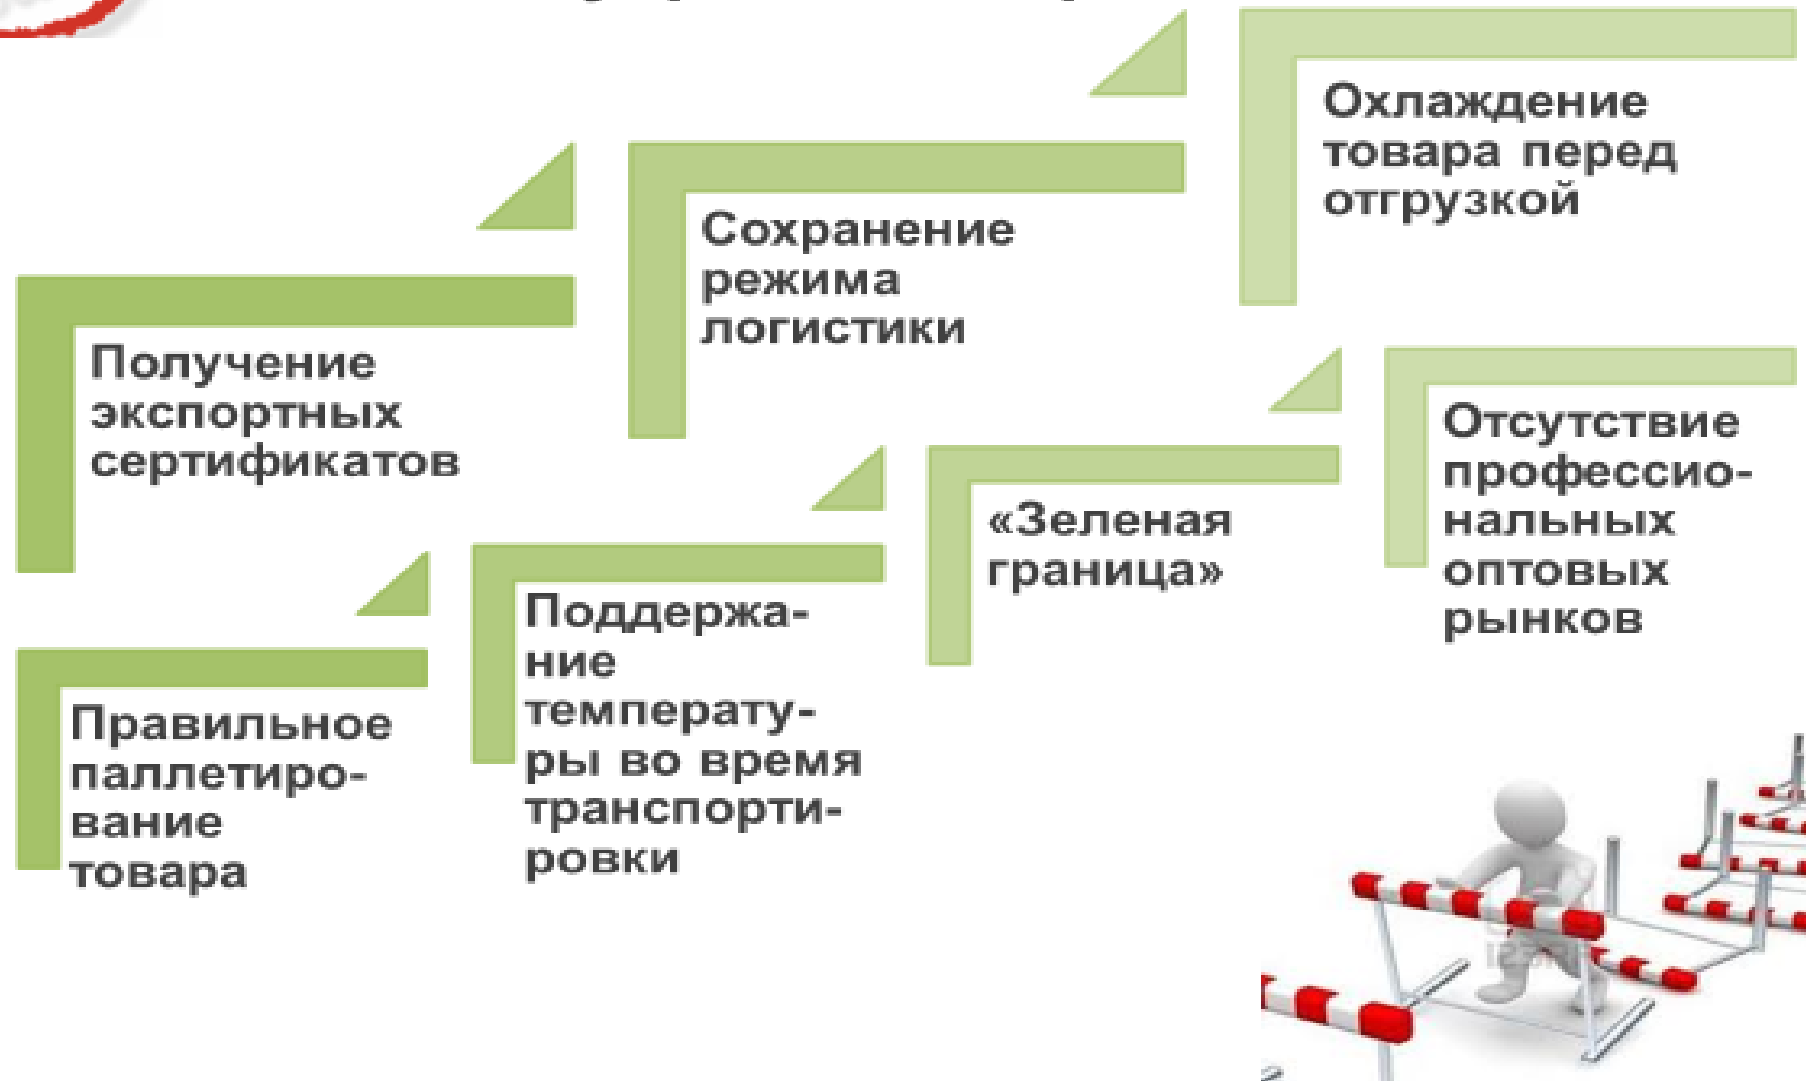 Получение
экспортных
сертификатов
Сохранение
режима
логистики
Охлаждение
товара перед
отгрузкой
Правильное
паллетиро-
вание
товара
Поддержа-
ние
температу-
ры во время
транспорти-
ровки
«Зеленая
граница»
Отсутствие
професcио-
нальных
оптовых
рынков